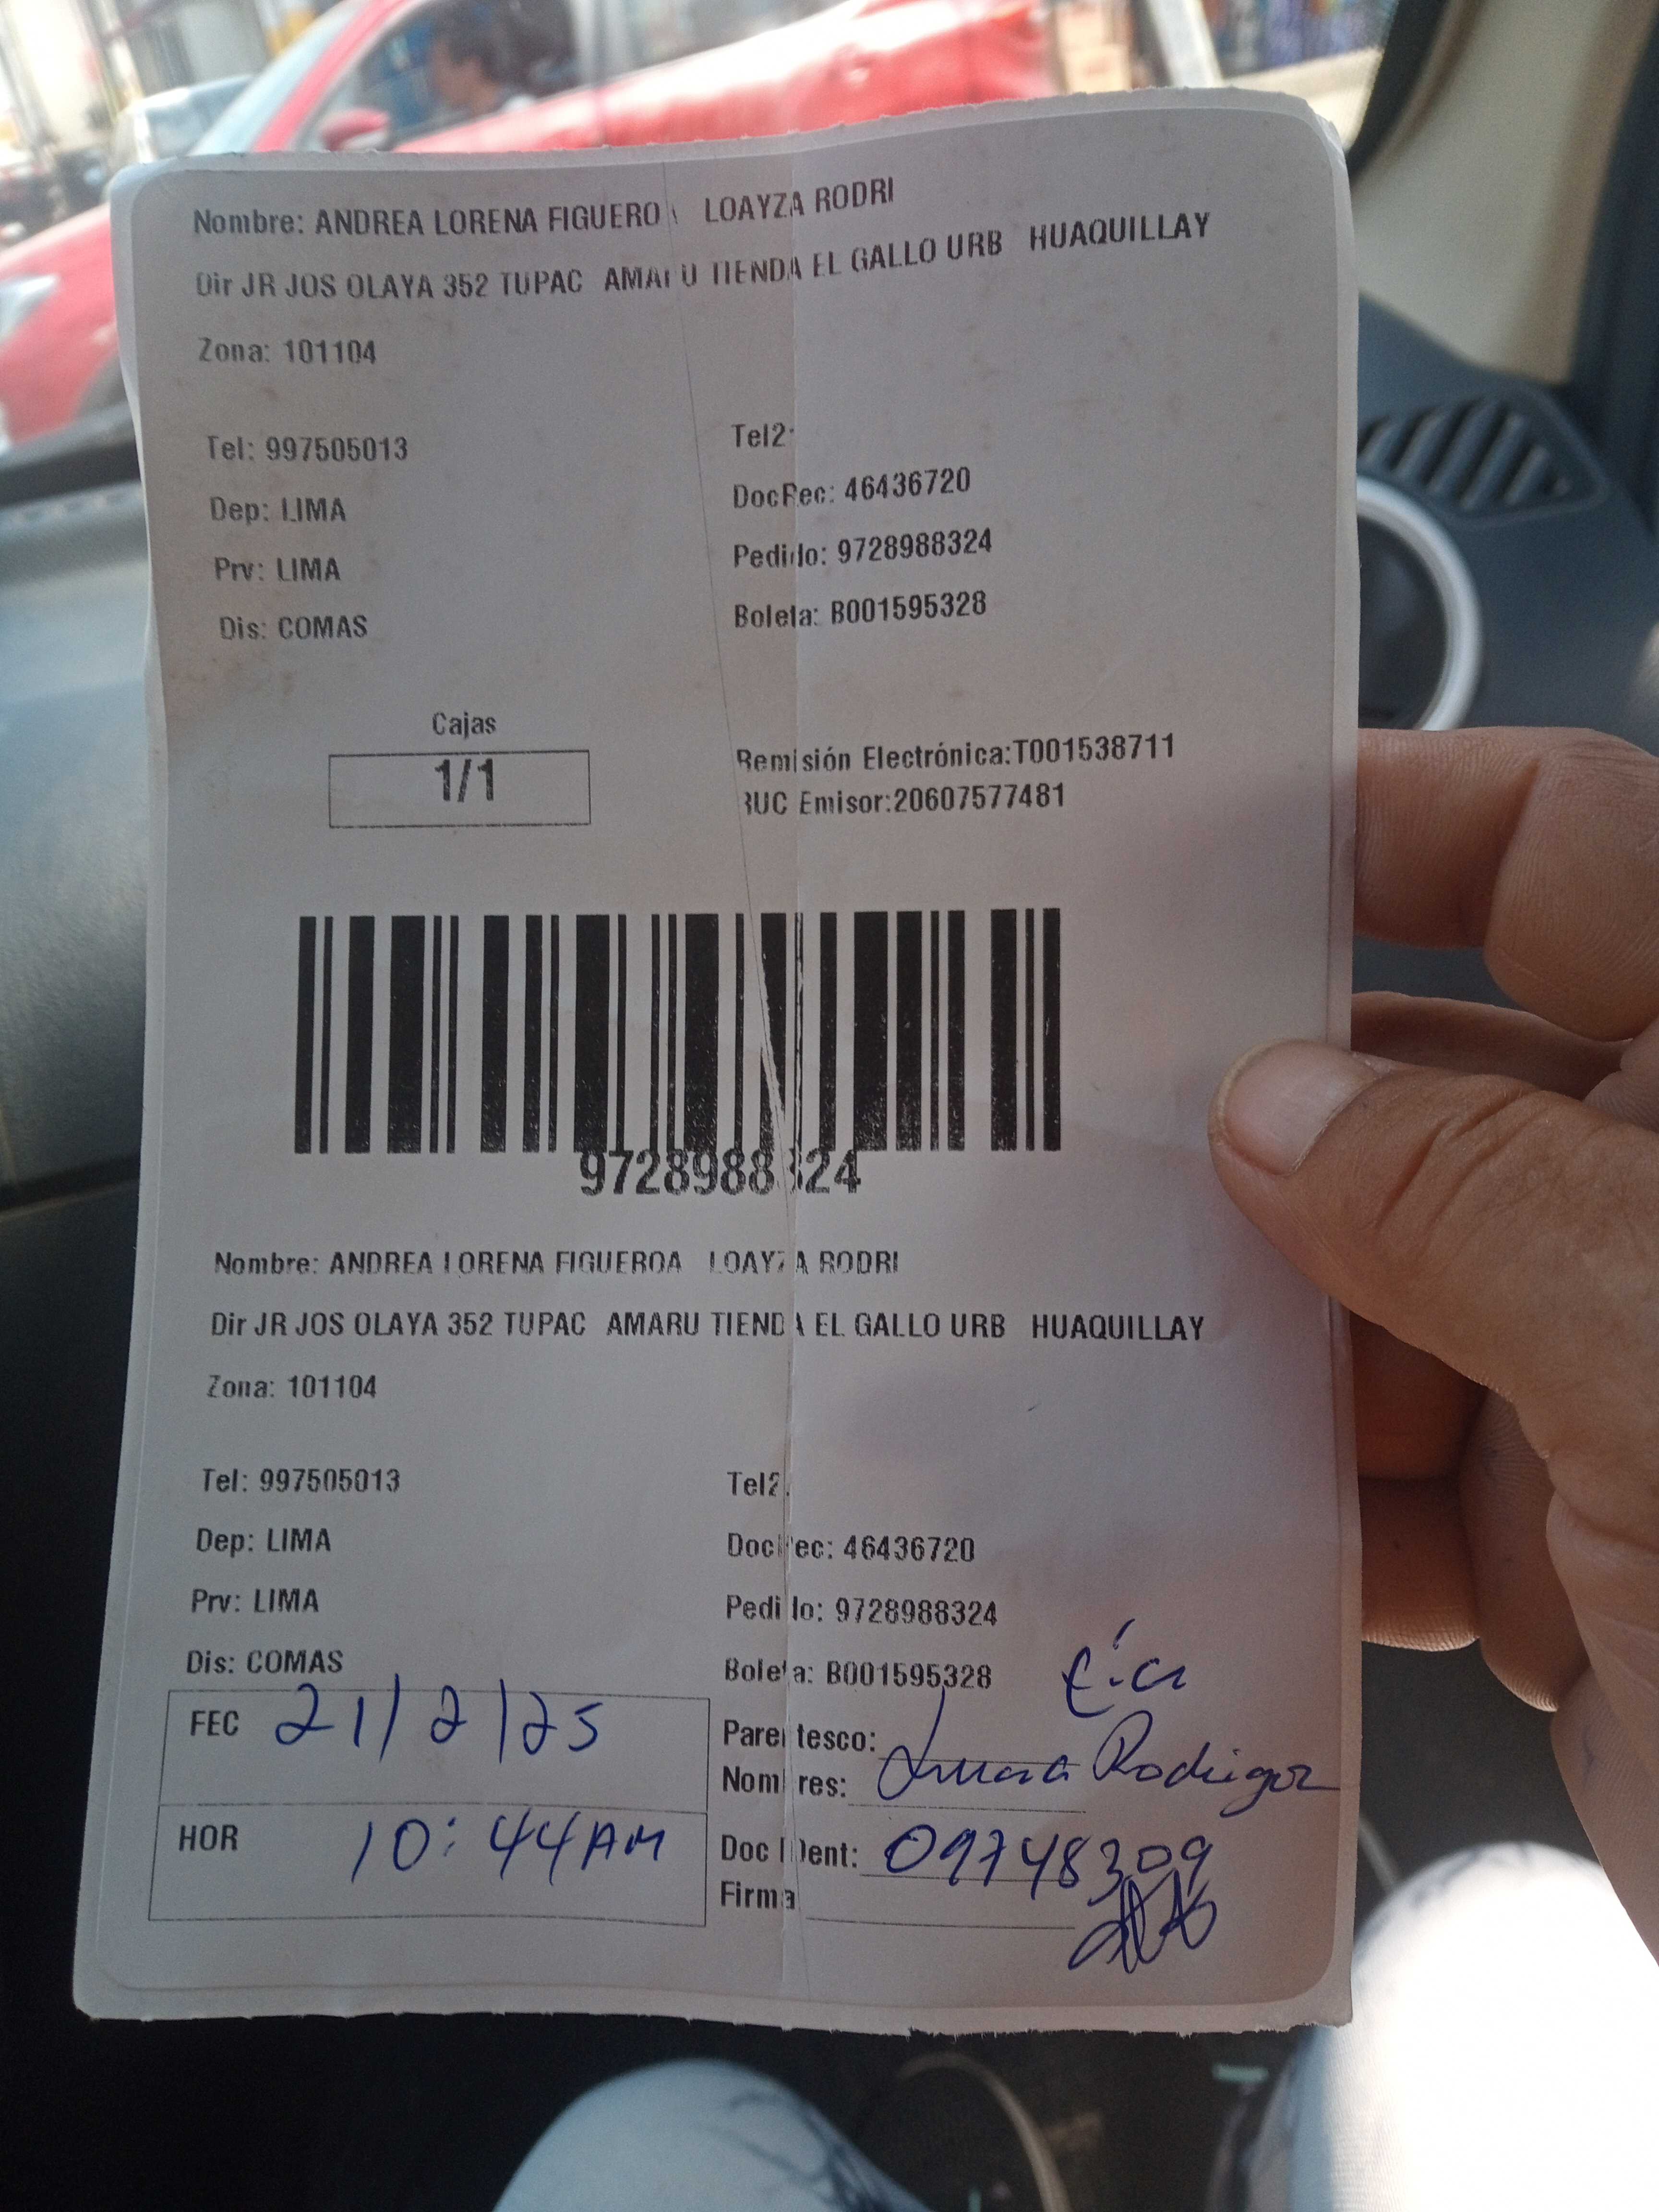 Nombre: ANDREA LORENA FIGUEROA LOAYZA RODRI
Dir JR JOS OLAYA 352 TUPAC AMARU TIENDA EL GALLO URB HUAQUILLAY
Zona: 101104
Tel: 997505013 Tel2:
Dep: LIMA DocRec: 46436720
Prv: LIMA Pedido: 9728988324
Dis: COMAS Boleta: B001595328
Cajas
1/1
Remisión Electrónica:T001538711
RUC Emisor:20607577481
9728988324
Nombre: ANDREA LORENA FIGUEROA LOAYZA RODRI
Dir JR JOS OLAYA 352 TUPAC AMARU TIENDA EL GALLO URB HUAQUILLAY
Zona: 101104
Tel: 997505013 Tel2:
Dep: LIMA DocRec: 46436720
Prv: LIMA Pedido: 9728988324
Dis: COMAS Boleta: B001595328
FEC 21/2/25 Parentesco:
Nombres: Rodriguez
HOR 10:44AM Doc Ident: 09748309
Firma